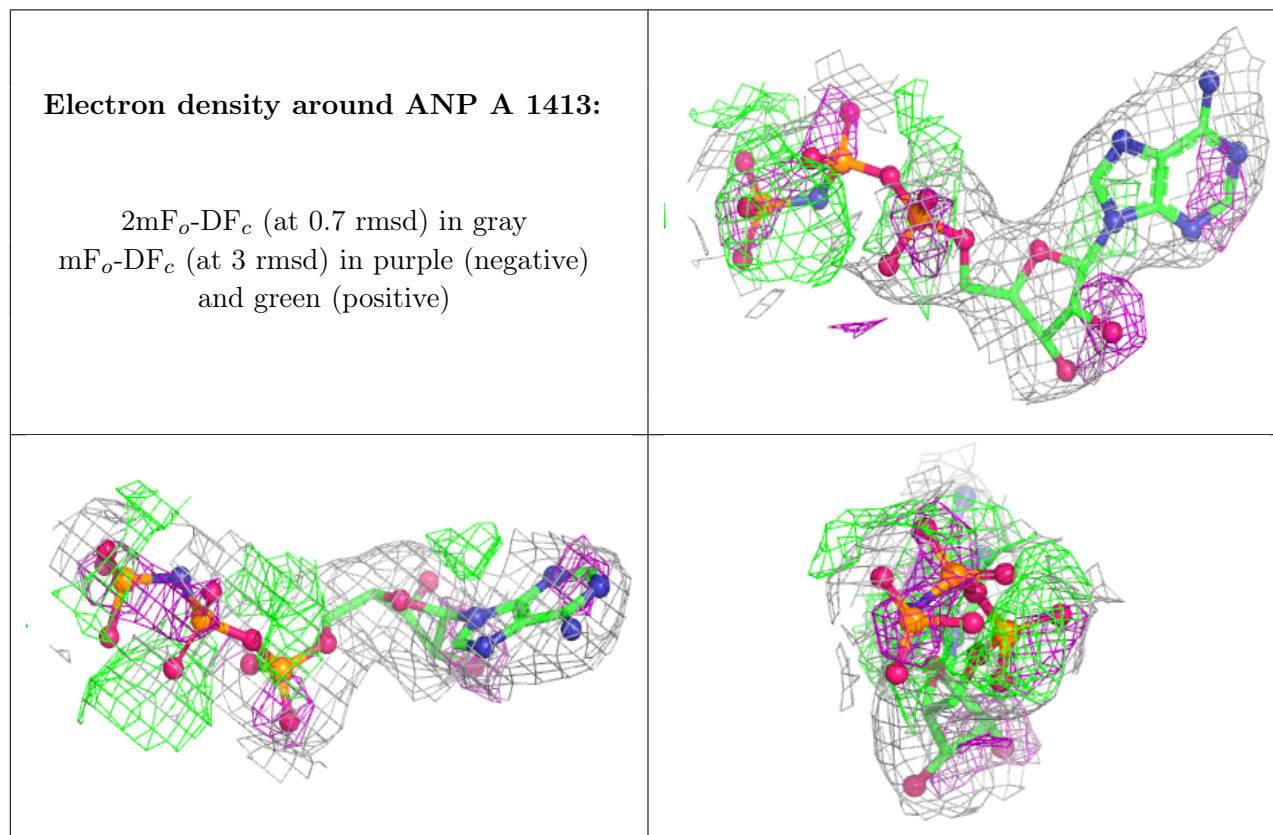 Electron density around ANP A 1413:
2mFo-DFc (at 0.7 rmsd) in gray
mFo-DFc (at 3 rmsd) in purple (negative)
and green (positive)